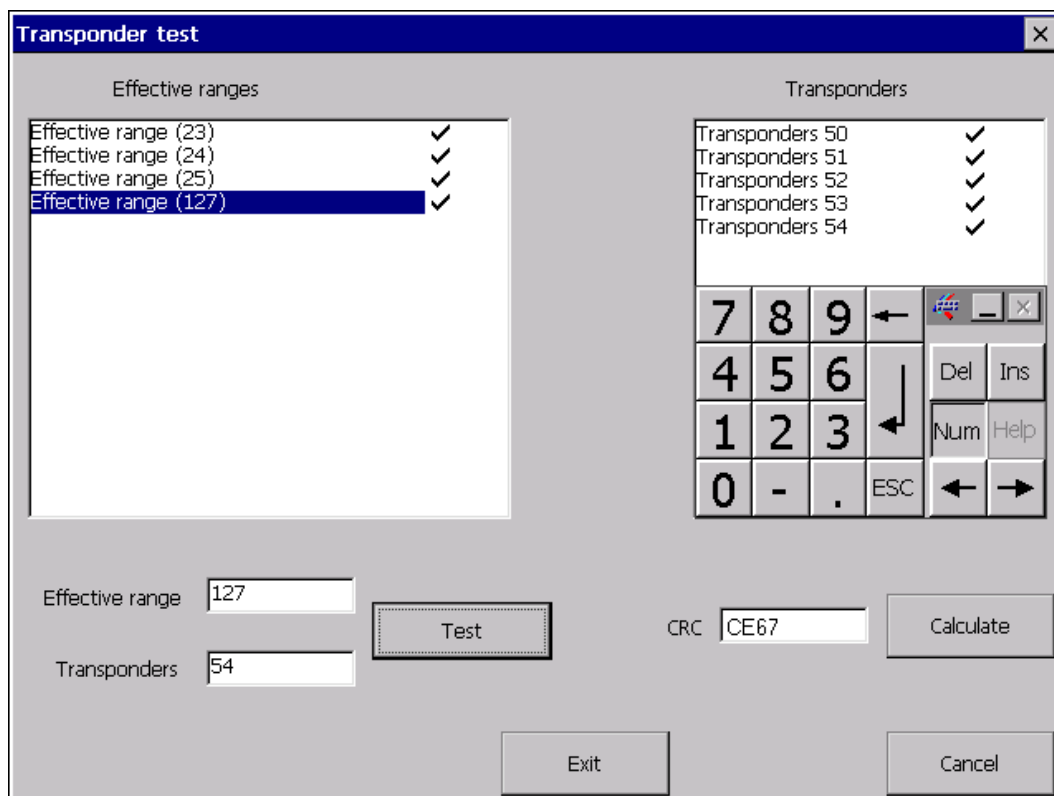 Transponder test
Effective ranges
Transponders
Effective range (23)
Effective range (24)
Effective range (25)
Effective range (127)
Transponders 50
Transponders 51
Transponders 52
Transponders 53
Transponders 54
7 8 9
4 5 6 Del Ins
1 2 3 Num Help
0 - . ESC
Effective range 127
Test
CRC CE67
Calculate
Transponders 54
Exit
Cancel